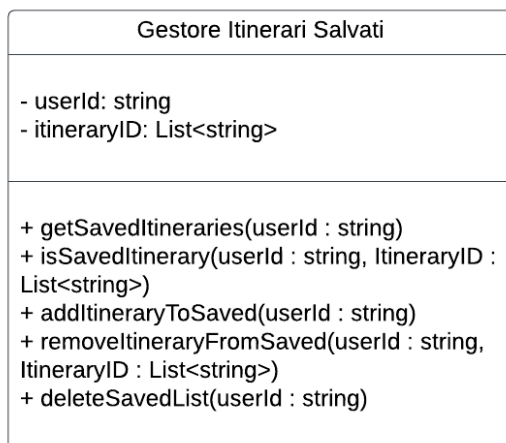 Gestore Itinerari Salvati
- userId: string
- itineraryID: List<string>
+ getSavedItineraries(userId : string)
+ isSavedItinerary(userId : string, ItineraryID :
List<string>)
+ addItineraryToSaved(userId : string)
+ removeItineraryFromSaved(userId : string,
ItineraryID : List<string>)
+ deleteSavedList(userId : string)